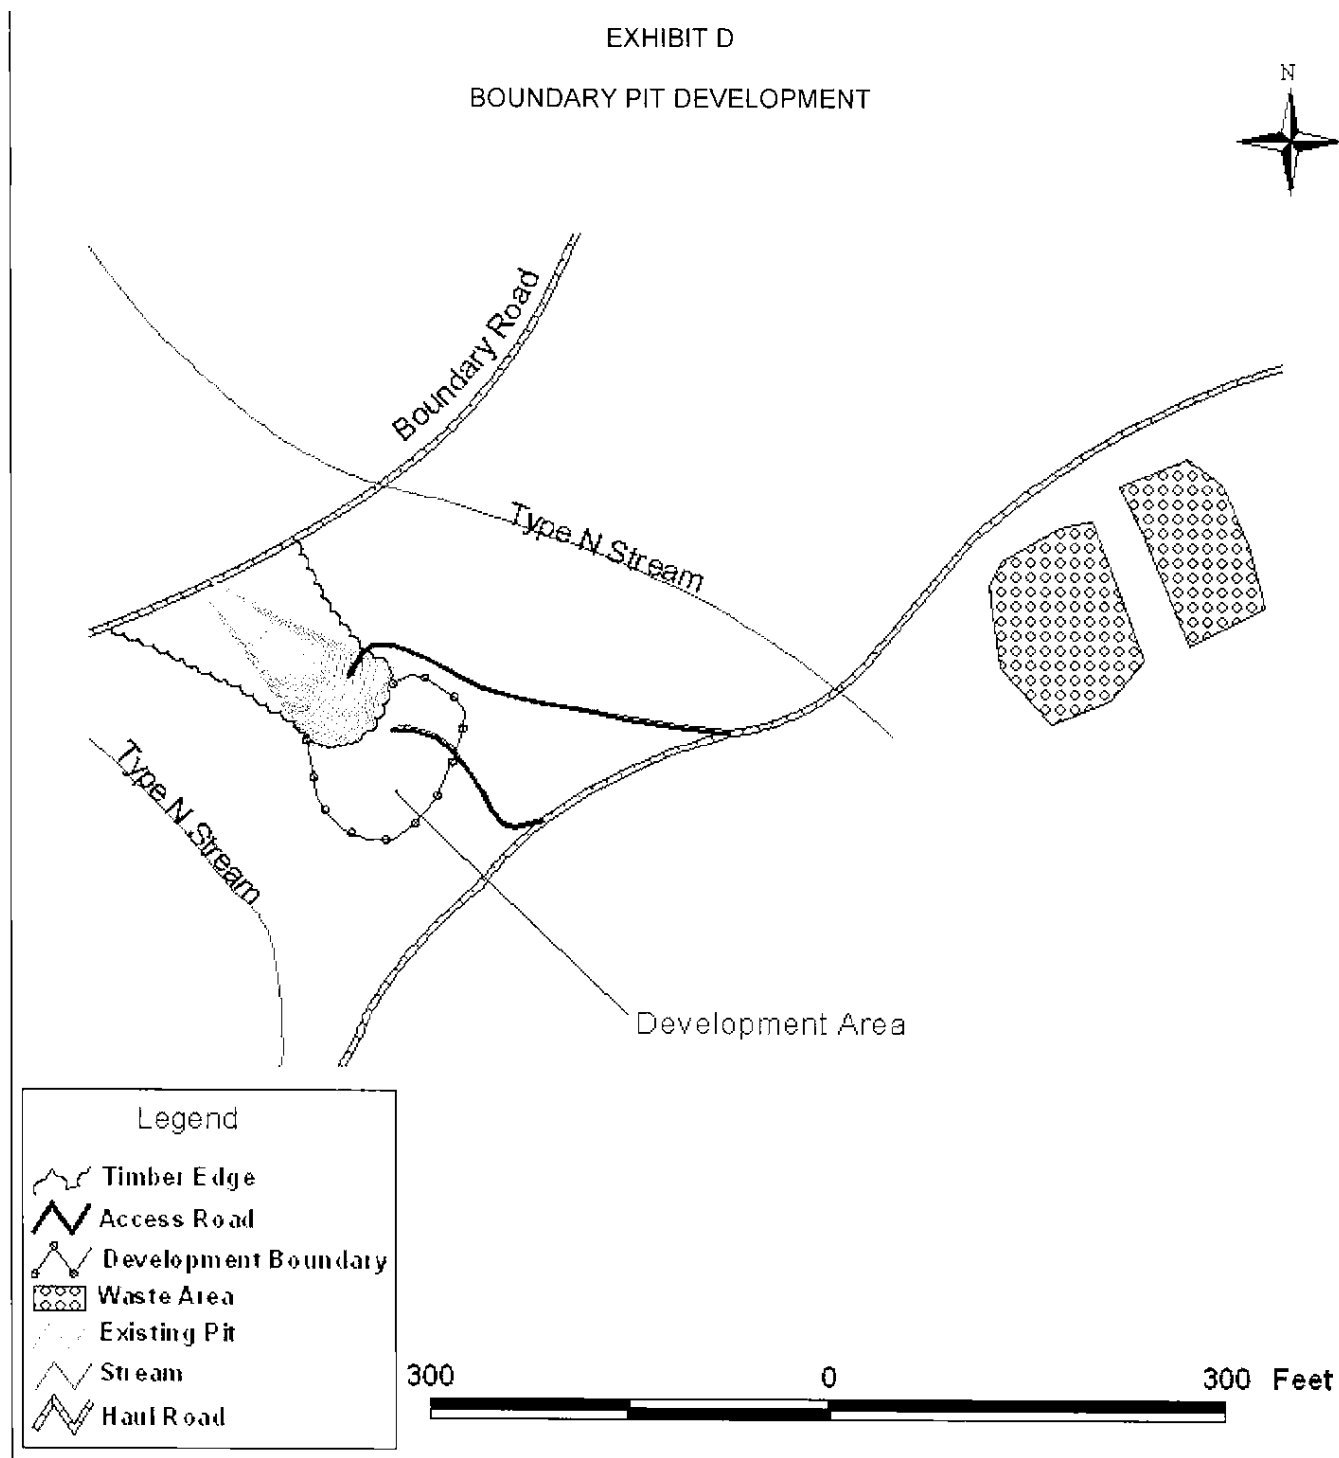 EXHIBIT D
BOUNDARY PIT DEVELOPMENT
N
Boundary Road
Type N Stream
Type N Stream
Development Area
Legend
Timber Edge
Access Road
Development Boundary
Waste Area
Existing Pit
Stream
Haul Road
300 0 300 Feet